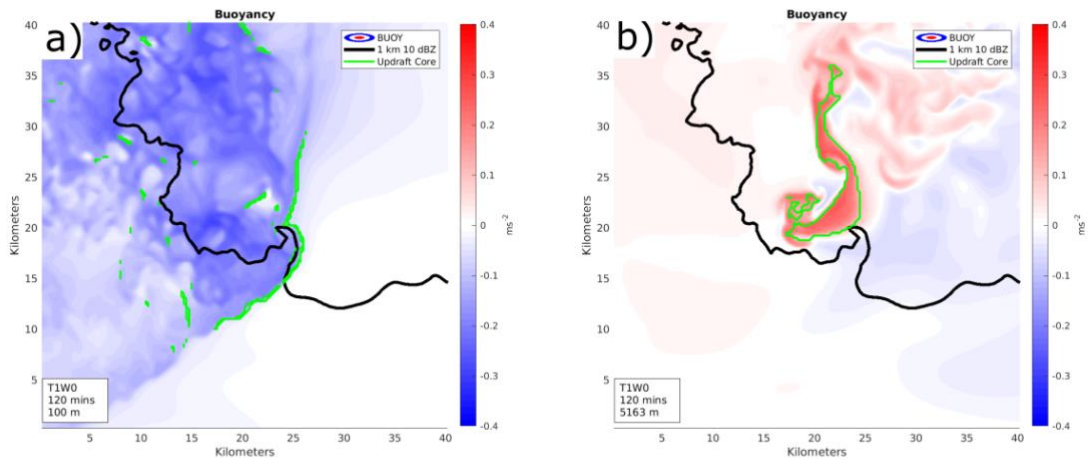 Buoyancy
a)
BUOY
1 km 10 dBZ
Updraft Core
40
35
30
25
20
15
10
5
Kilometers
T1W0
120 mins
100 m
5 10 15 20 25 30 35 40
Kilometers
0.4
0.3
0.2
0.1
0
-0.1
-0.2
-0.3
-0.4
ms-2
Buoyancy
b)
BUOY
1 km 10 dBZ
Updraft Core
40
35
30
25
20
15
10
5
Kilometers
T1W0
120 mins
5163 m
5 10 15 20 25 30 35 40
Kilometers
0.4
0.3
0.2
0.1
0
-0.1
-0.2
-0.3
-0.4
ms-2